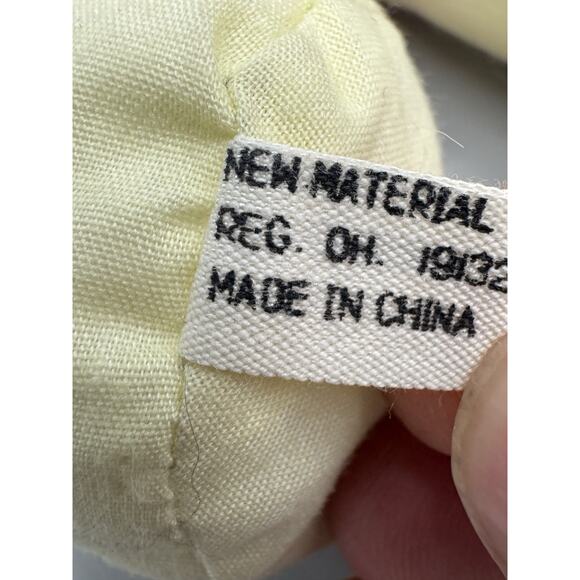 NEW MATERIAL
REG. OH. 19132
MADE IN CHINA